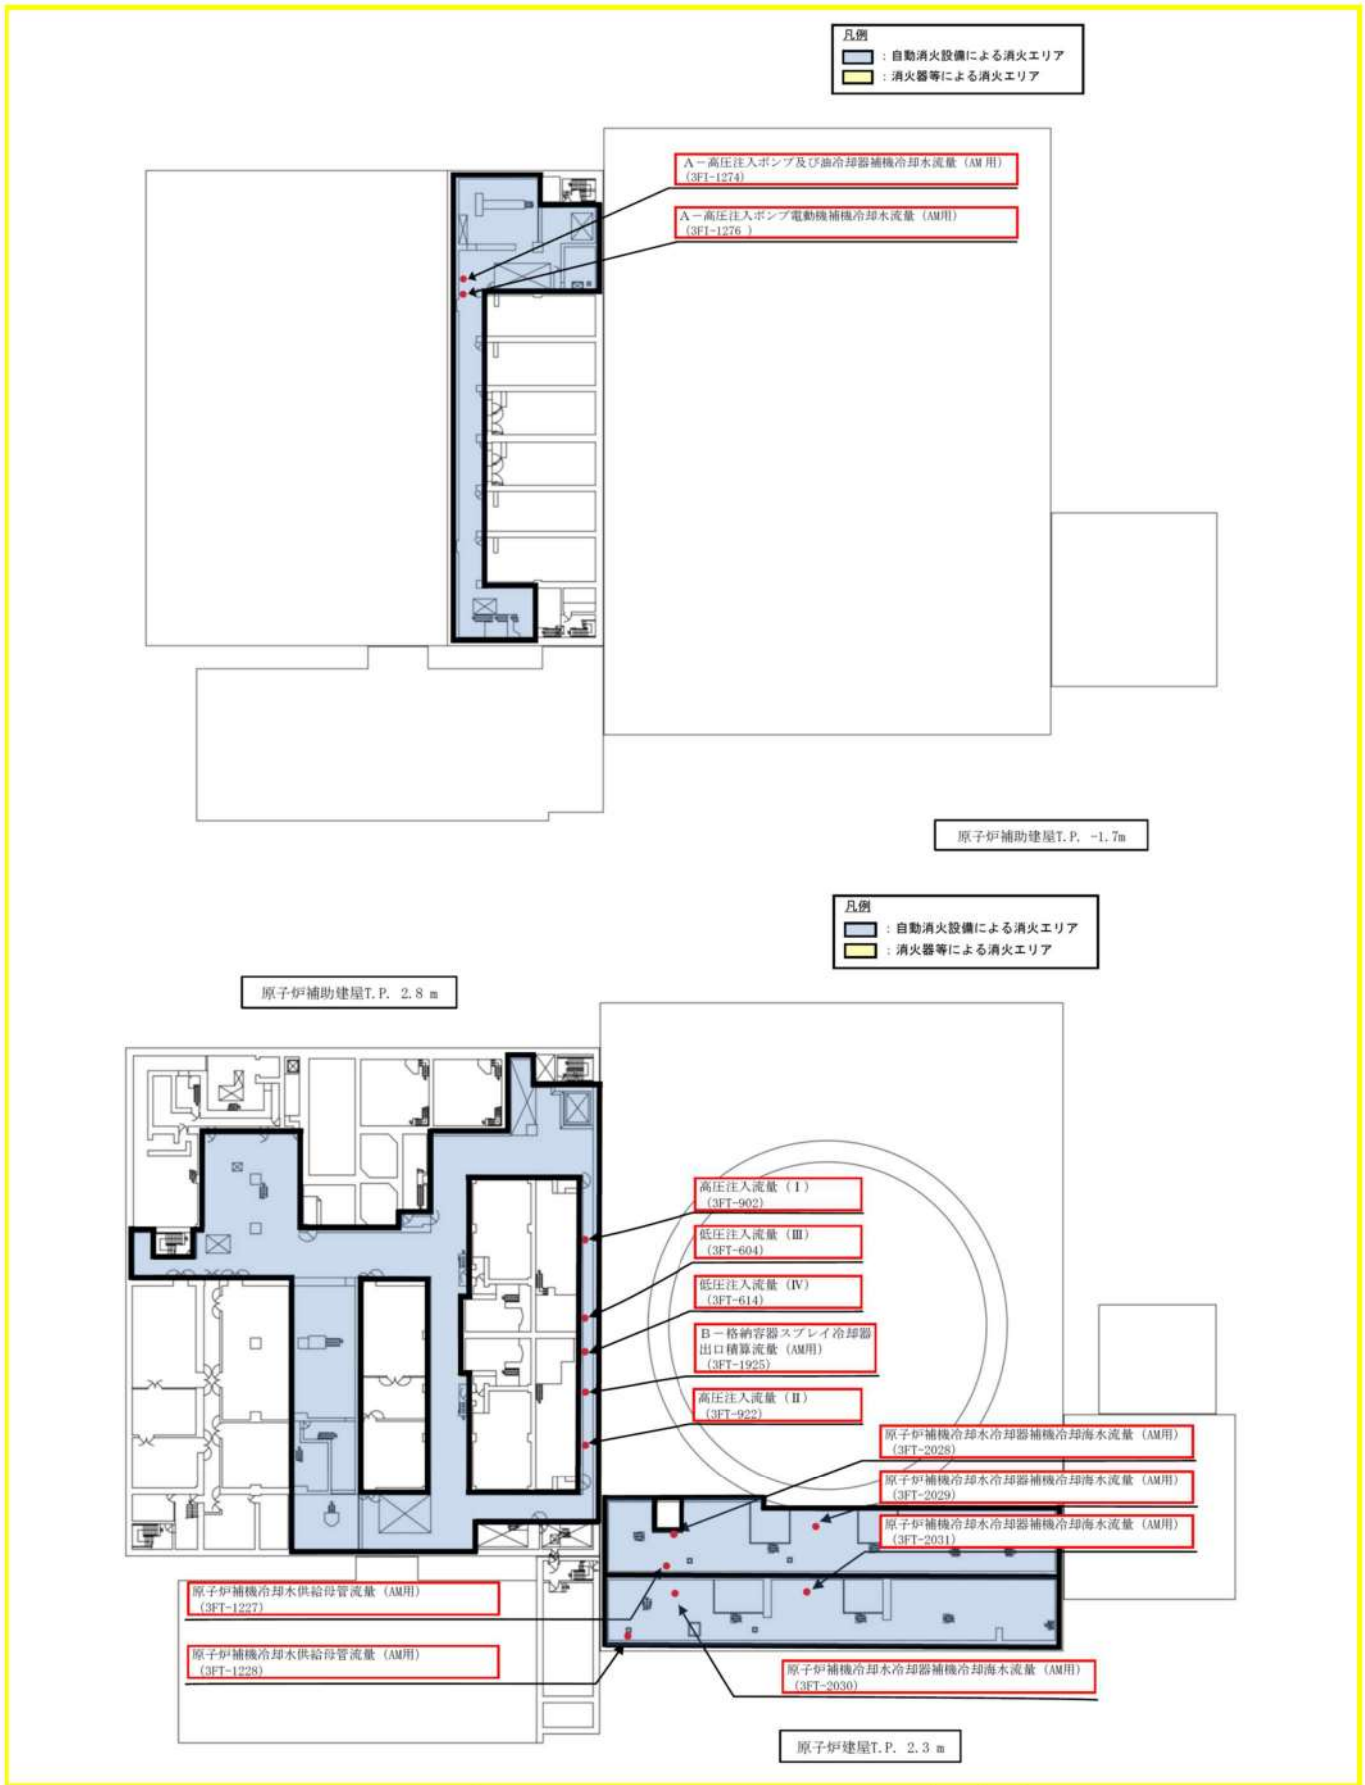 凡例
：自動消火設備による消火エリア
：消火器等による消火エリア
A－高圧注入ポンプ及び油冷却器補機冷却水流量（AM用）
（3FI-1274）
A－高圧注入ポンプ電動機補機冷却水流量（AM用）
（3FI-1276 ）
原子炉補助建屋T.P. -1.7m
凡例
：自動消火設備による消火エリア
：消火器等による消火エリア
原子炉補助建屋T.P. 2.8 m
高圧注入流量（Ⅰ）
（3FT-902）
低圧注入流量（Ⅲ）
（3FT-604）
低圧注入流量（Ⅳ）
（3FT-614）
B－格納容器スプレイ冷却器
出口積算流量（AM用）
（3FT-1925）
高圧注入流量（Ⅱ）
（3FT-922）
原子炉補機冷却水冷却器補機冷却海水流量（AM用）
（3FT-2028）
原子炉補機冷却水冷却器補機冷却海水流量（AM用）
（3FT-2029）
原子炉補機冷却水冷却器補機冷却海水流量（AM用）
（3FT-2031）
原子炉補機冷却水供給母管流量（AM用）
（3FT-1227）
原子炉補機冷却水供給母管流量（AM用）
（3FT-1228）
原子炉補機冷却水冷却器補機冷却海水流量（AM用）
（3FT-2030）
原子炉建屋T.P. 2.3 m